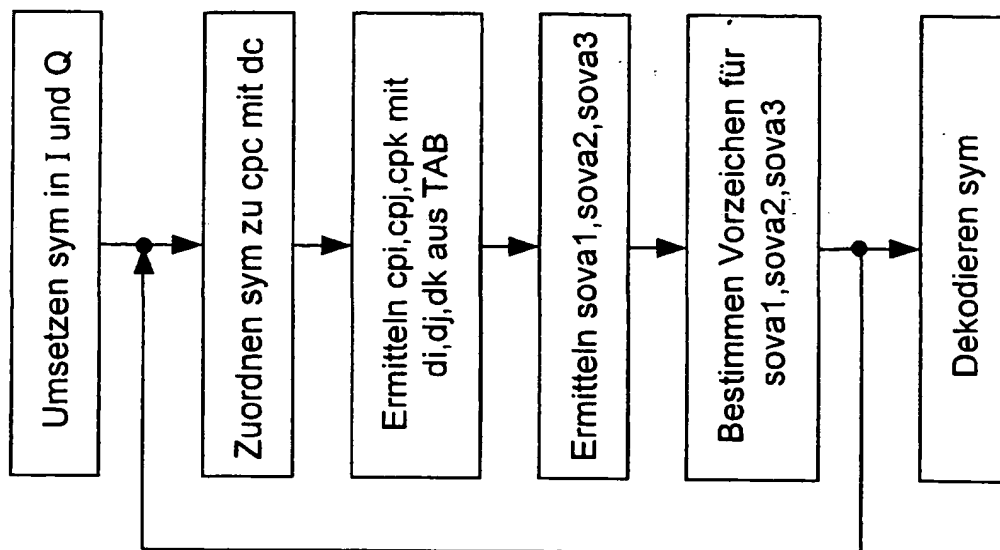 Umsetzen sym in I und Q
Zuordnen sym zu cpc mit dc
Ermitteln cpi,cpj,cpk mit
di,dj,dk aus TAB
Ermitteln sova1,sova2,sova3
Bestimmen Vorzeichen für
sova1,sova2,sova3
Dekodieren sym